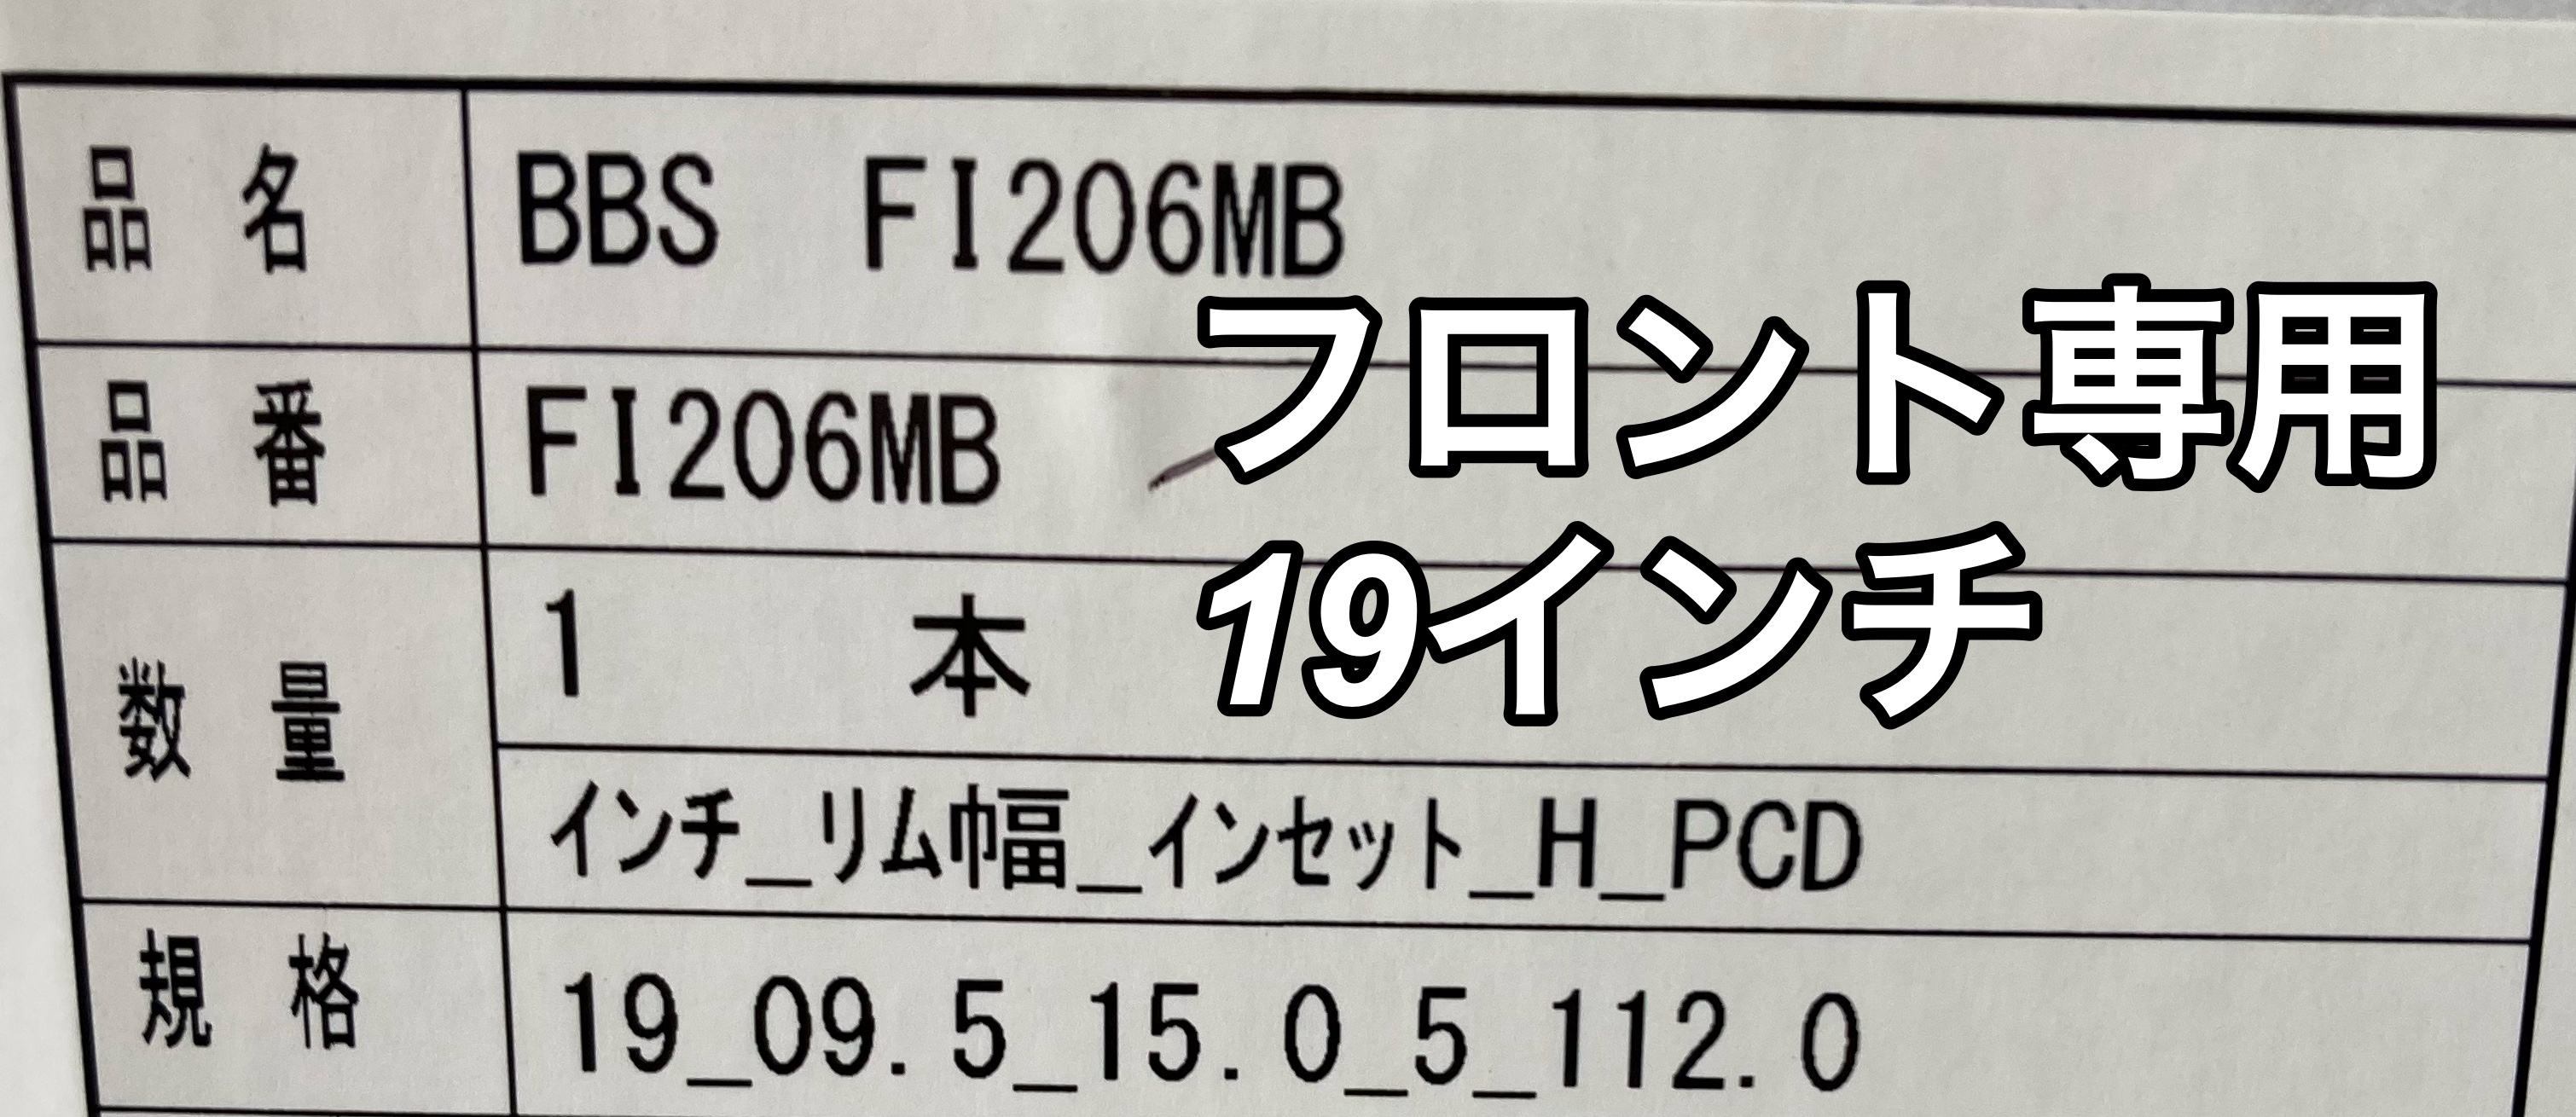 品名 BBS FI206MB
品番 FI206MB
フロント専用
数量 1 本
19インチ
インチ_リム幅_インセット_H_PCD
規格 19_09.5_15.0_5_112.0